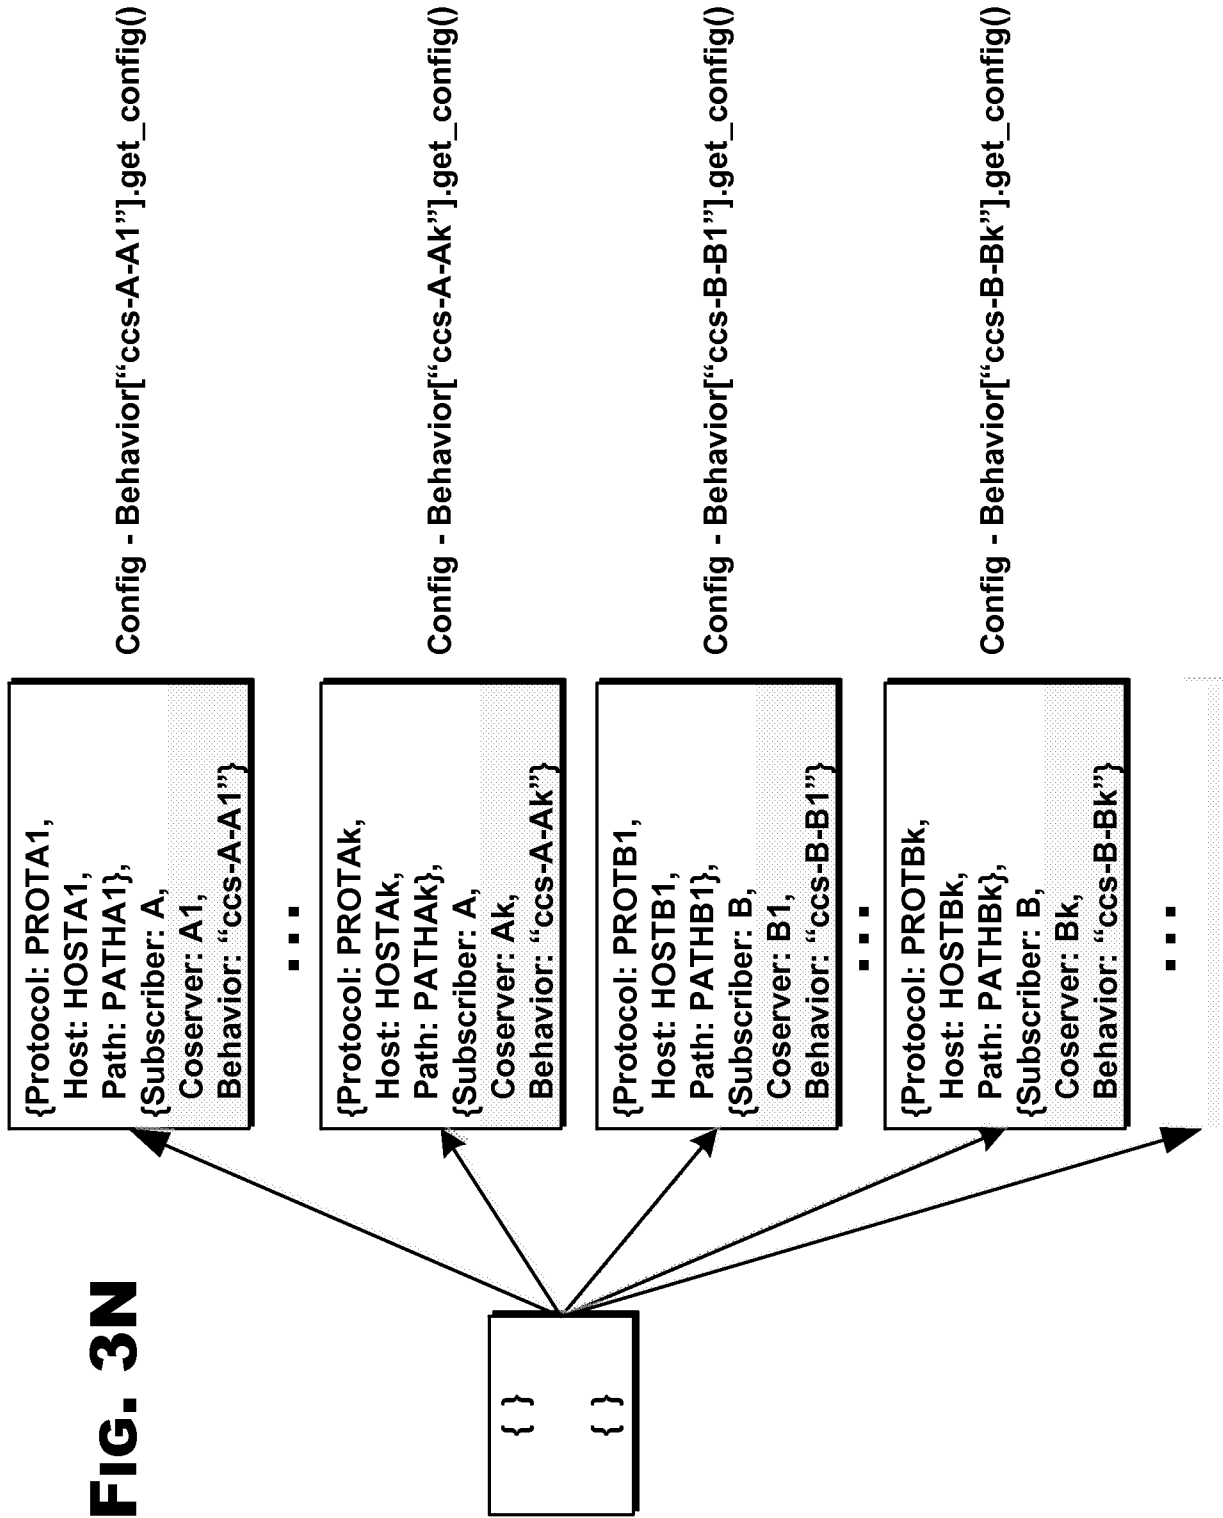 FIG. 3N
{ }
{ }
{Protocol: PROTA1,
Host: HOSTA1,
Path: PATHA1},
{Subscriber: A,
Coserver: A1,
Behavior: “ccs-A-A1”}
Config - Behavior[“ccs-A-A1”].get_config()
...
{Protocol: PROTAk,
Host: HOSTAk,
Path: PATHAk},
{Subscriber: A,
Coserver: Ak,
Behavior: “ccs-A-Ak”}
Config - Behavior[“ccs-A-Ak”].get_config()
{Protocol: PROTB1,
Host: HOSTB1,
Path: PATHB1},
{Subscriber: B,
Coserver: B1,
Behavior: “ccs-B-B1”}
Config - Behavior[“ccs-B-B1”].get_config()
...
{Protocol: PROTBk,
Host: HOSTBk,
Path: PATHBk},
{Subscriber: B,
Coserver: Bk,
Behavior: “ccs-B-Bk”}
Config - Behavior[“ccs-B-Bk”].get_config()
...